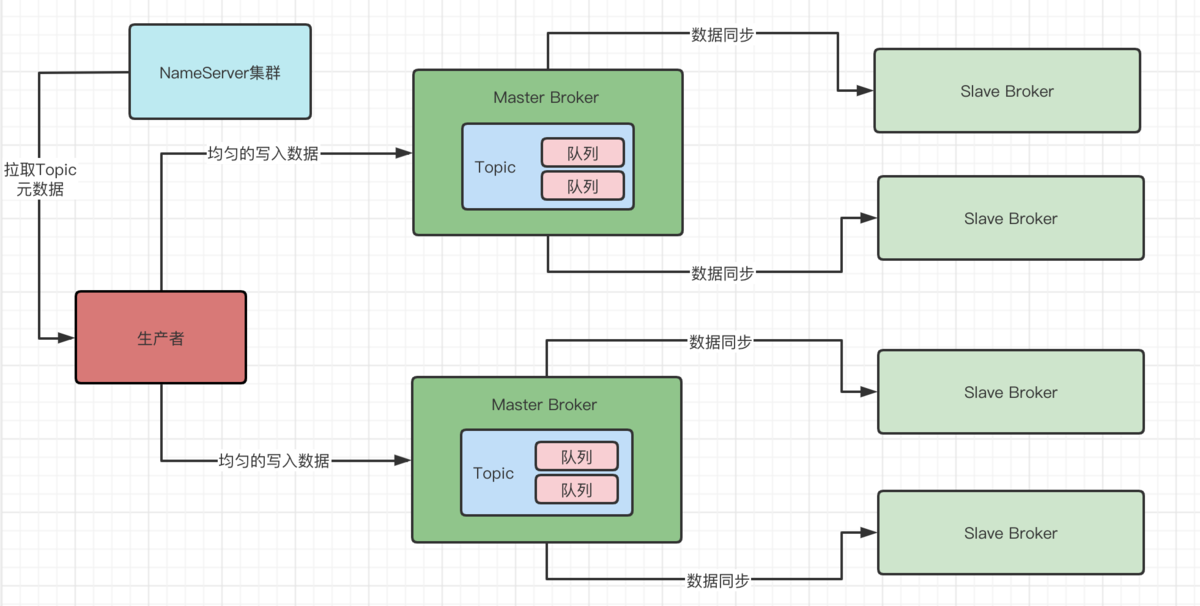 NameServer集群
拉取Topic
元数据
生产者
均匀的写入数据
Master Broker
Topic
队列
队列
数据同步
Slave Broker
数据同步
Slave Broker
均匀的写入数据
Master Broker
Topic
队列
队列
数据同步
Slave Broker
数据同步
Slave Broker